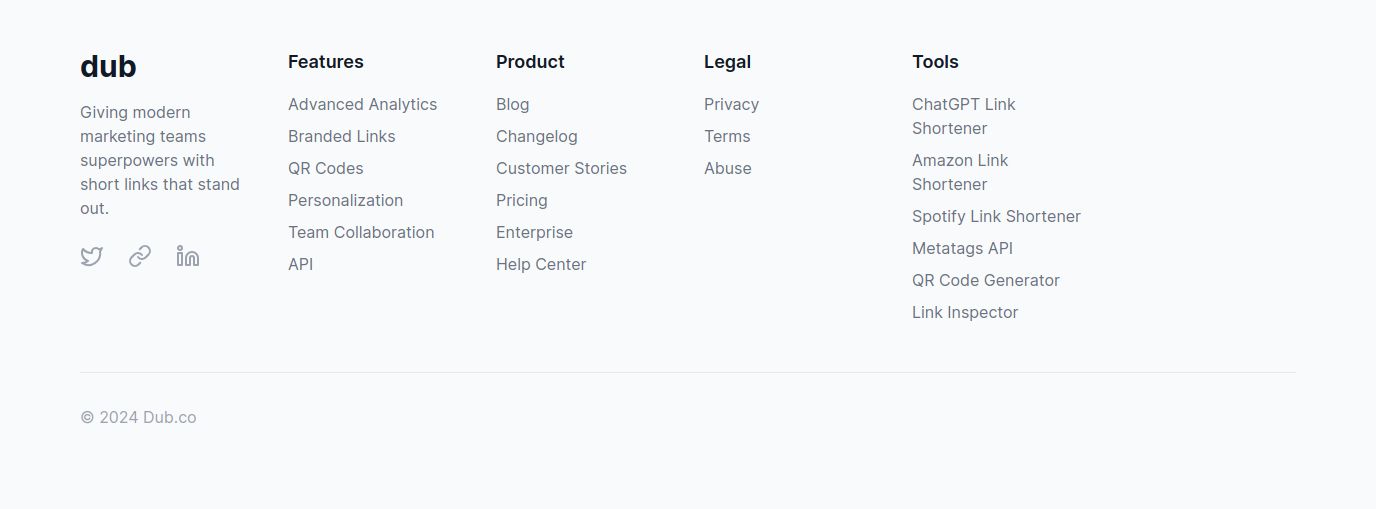 dub
Giving modern
marketing teams
superpowers with
short links that stand
out.
Features
Advanced Analytics
Branded Links
QR Codes
Personalization
Team Collaboration
API
Product
Blog
Changelog
Customer Stories
Pricing
Enterprise
Help Center
Legal
Privacy
Terms
Abuse
Tools
ChatGPT Link
Shortener
Amazon Link
Shortener
Spotify Link Shortener
Metatags API
QR Code Generator
Link Inspector
© 2024 Dub.co